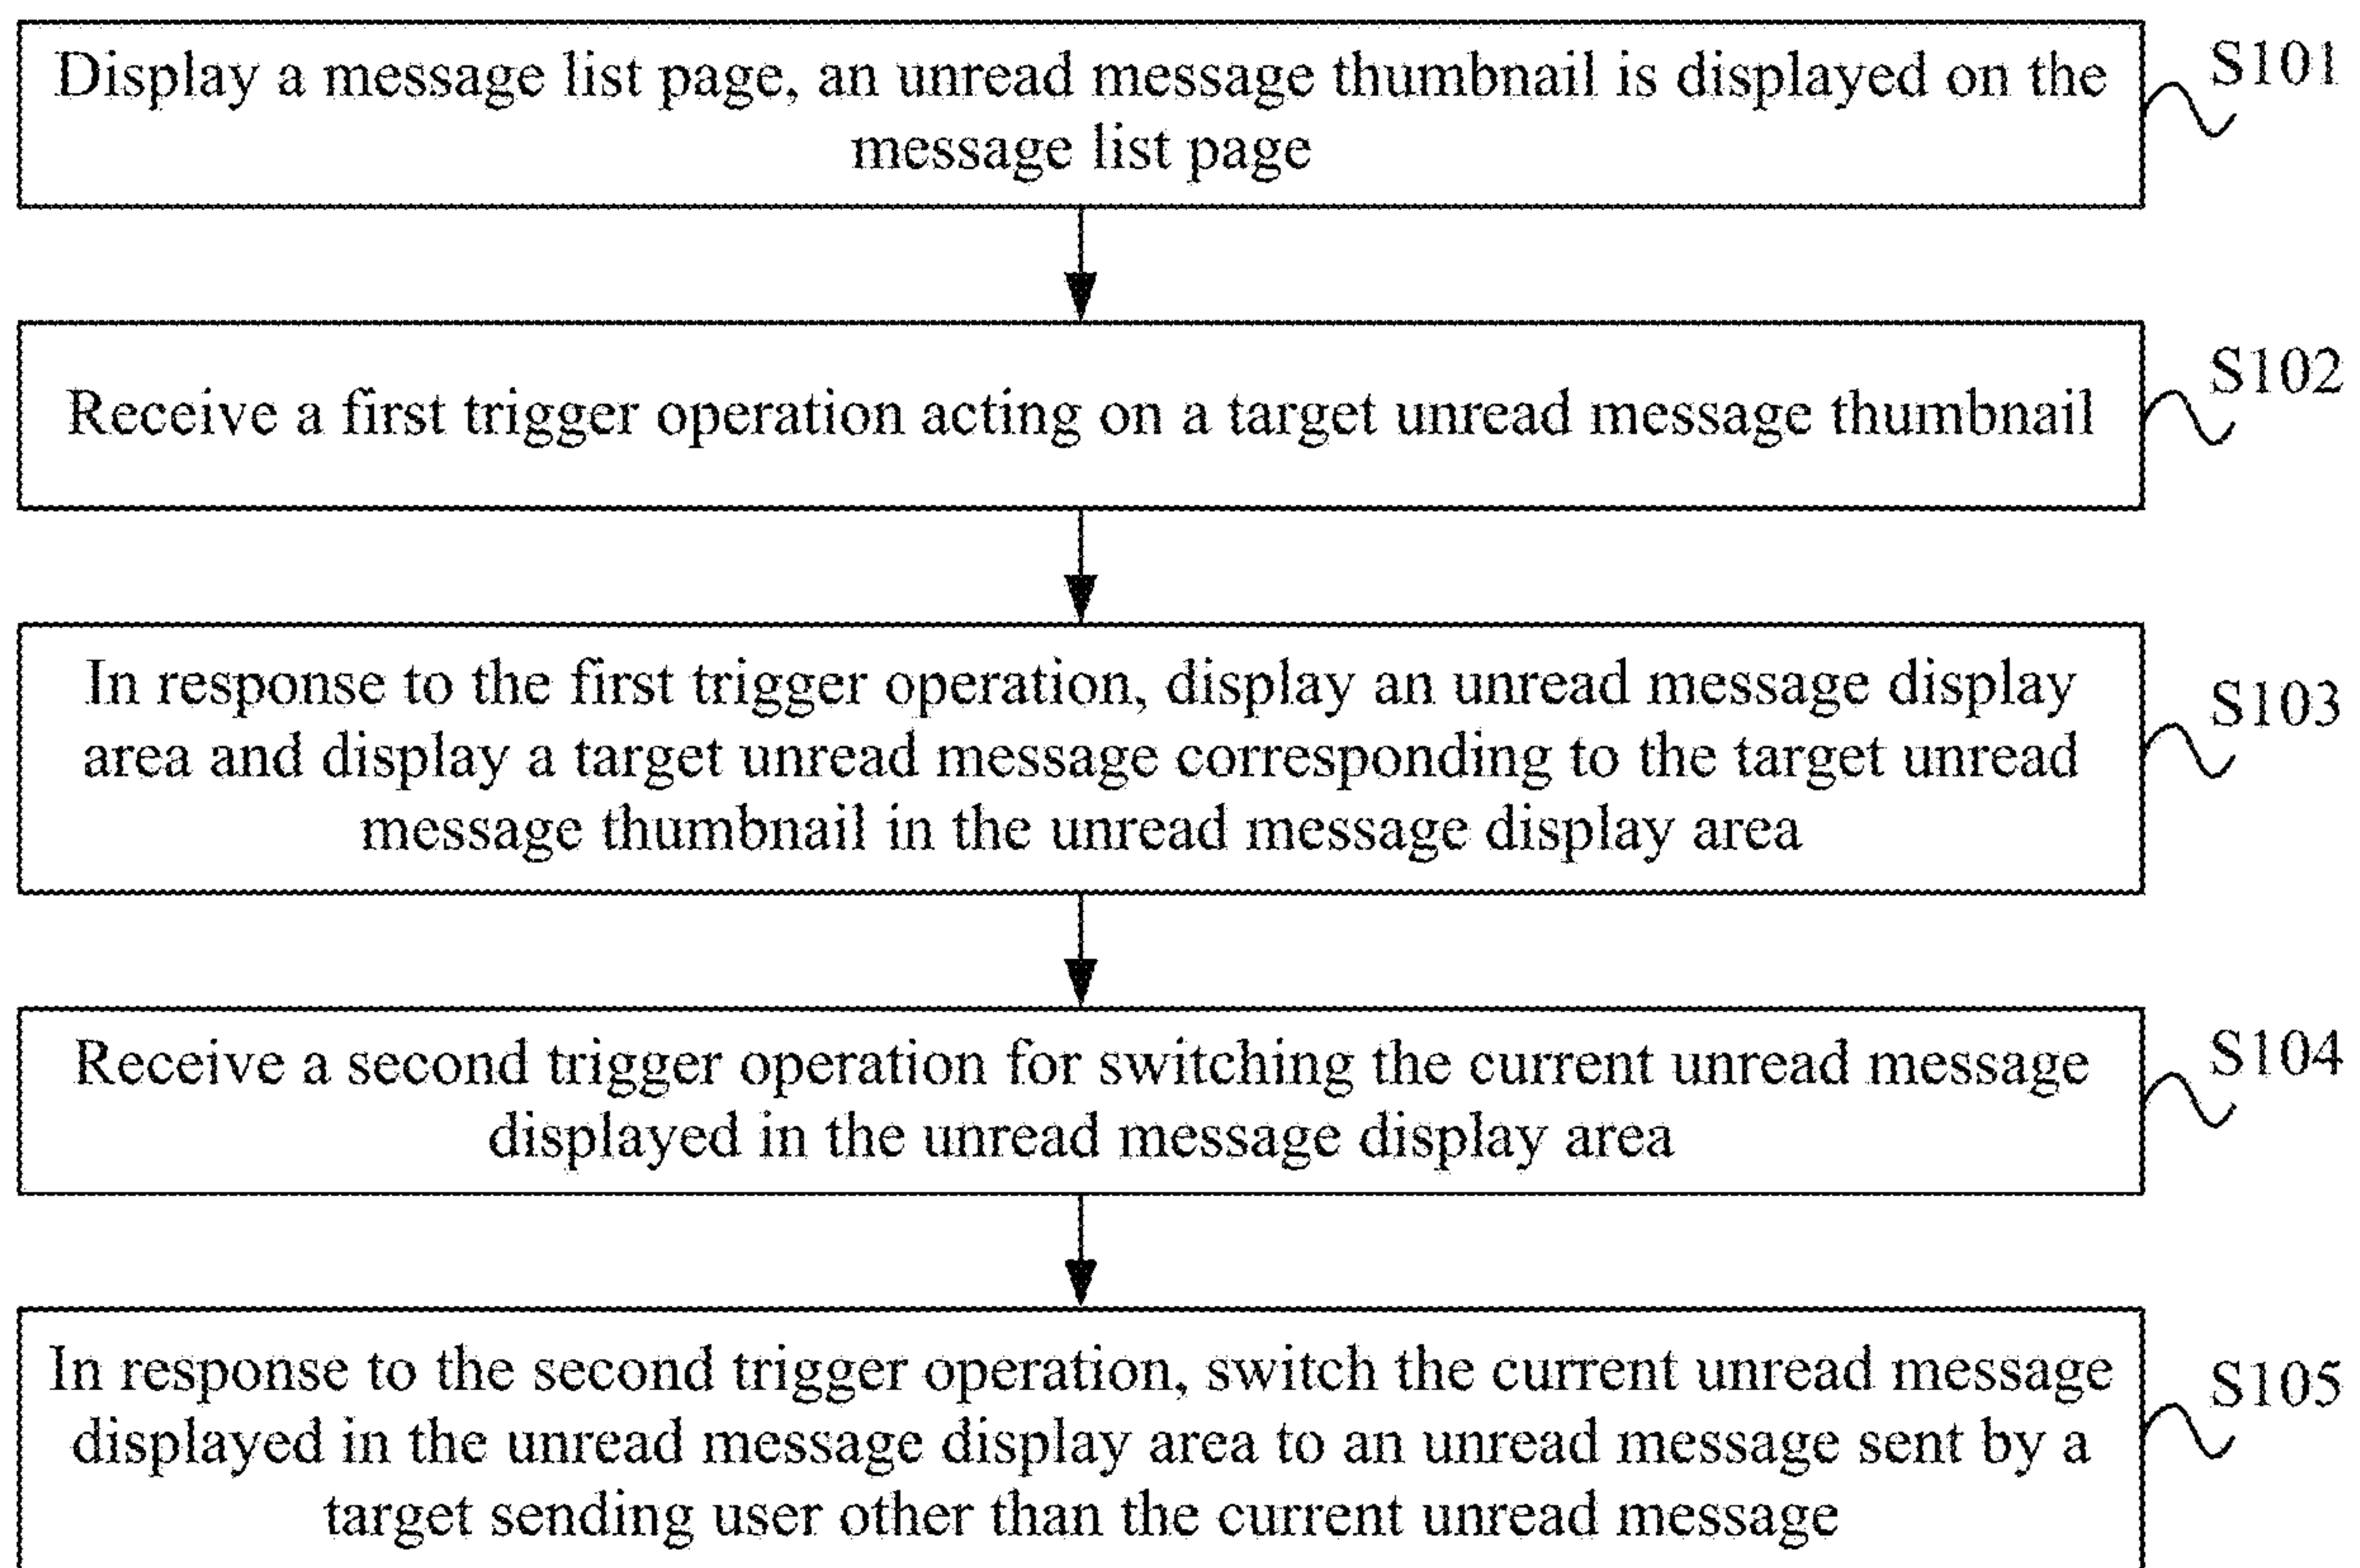 Display a message list page, an unread message thumbnail is displayed on the
message list page
S101
Receive a first trigger operation acting on a target unread message thumbnail
S102
In response to the first trigger operation, display an unread message display
area and display a target unread message corresponding to the target unread
message thumbnail in the unread message display area
S103
Receive a second trigger operation for switching the current unread message
displayed in the unread message display area
S104
In response to the second trigger operation, switch the current unread message
displayed in the unread message display area to an unread message sent by a
target sending user other than the current unread message
S105